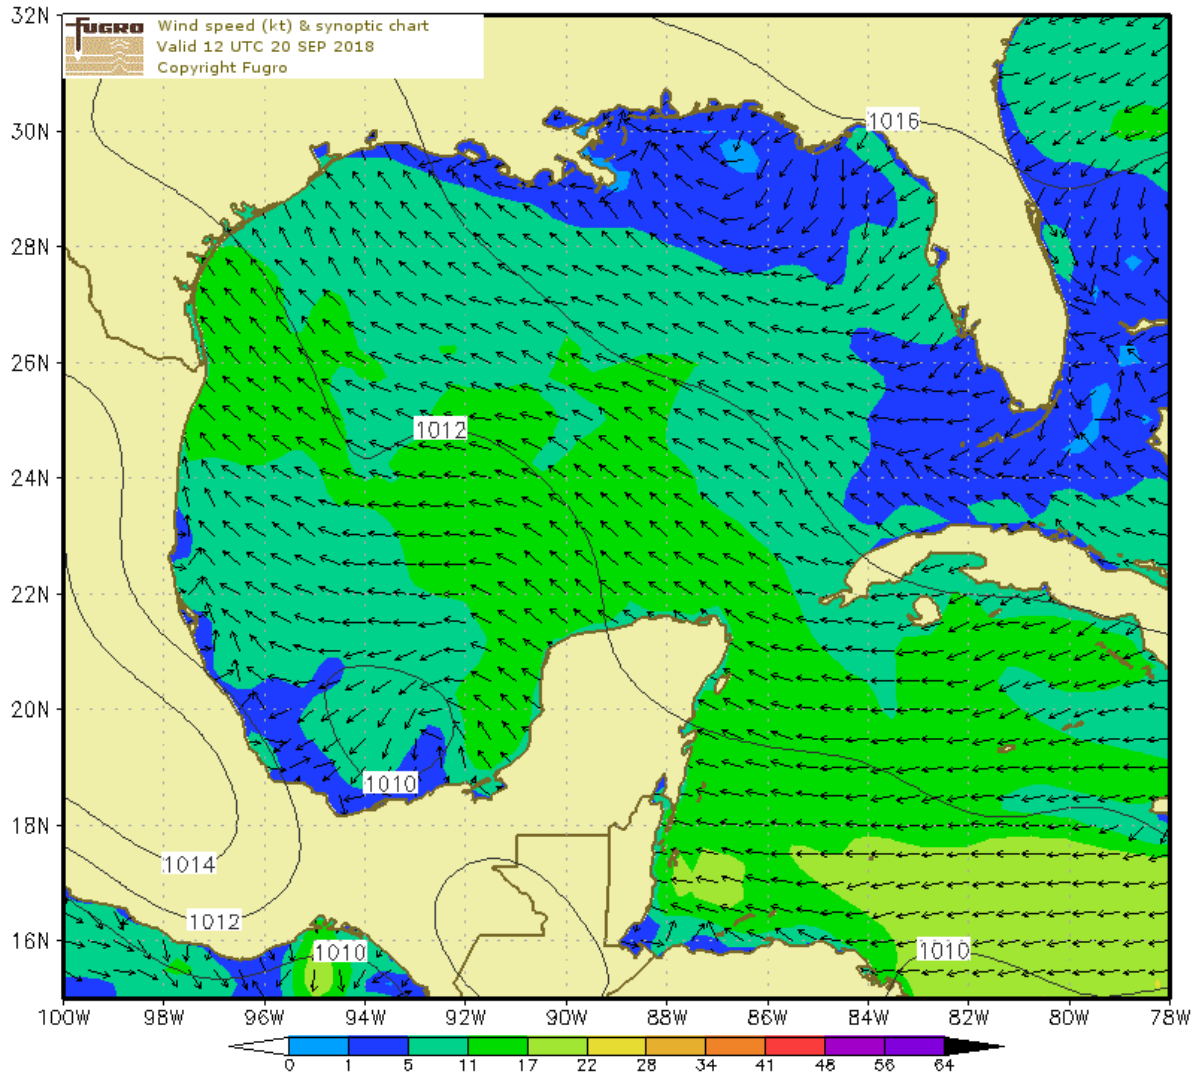 32N
FUGRO Wind speed (kt) & synoptic chart
Valid 12 UTC 20 SEP 2018
Copyright Fugro
1016
30N
28N
26N
1012
24N
22N
20N
1010
18N
1014
1012
16N
1010
1010
100W 98W 96W 94W 92W 90W 88W 86W 84W 82W 80W 78W
0 1 5 11 17 22 28 34 41 48 56 64